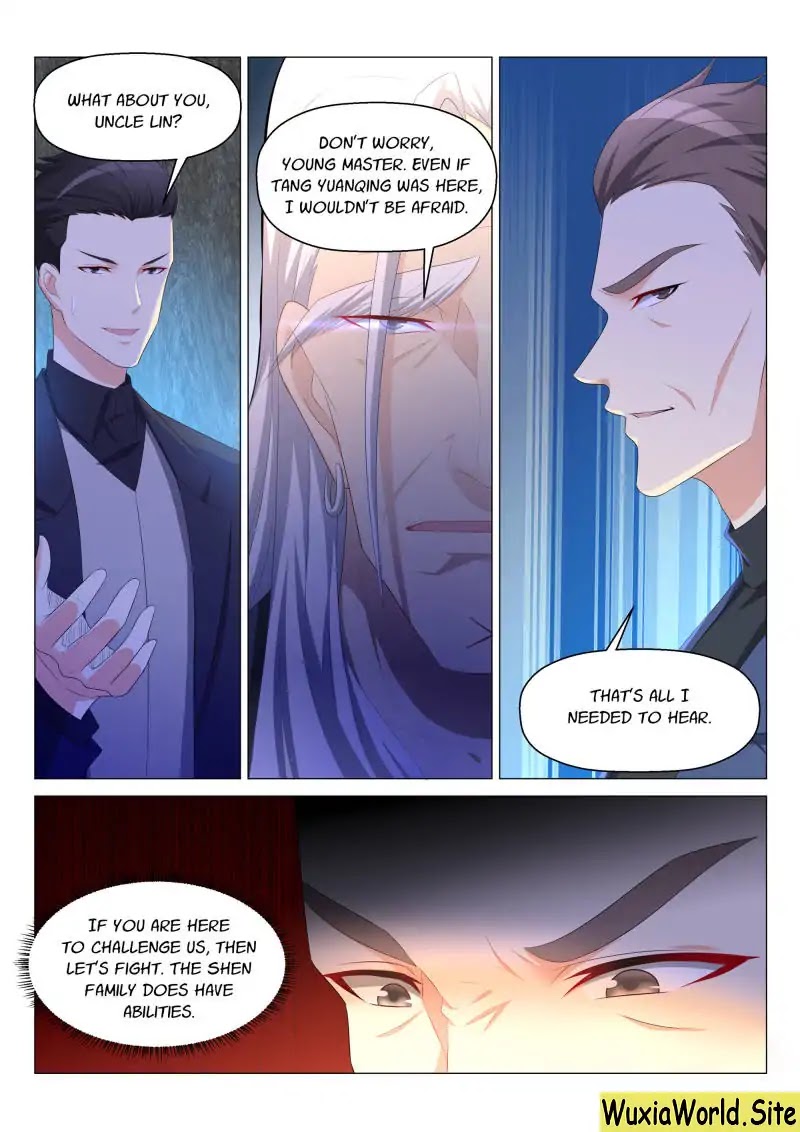 WHAT ABOUT YOU,
UNCLE LIN?
DON'T WORRY,
YOUNG MASTER. EVEN IF
TANG YUANQING WAS HERE,
I WOULDN'T BE AFRAID.
THAT'S ALL I
NEEDED TO HEAR.
IF YOU ARE HERE
TO CHALLENGE US, THEN
LET'S FIGHT. THE SHEN
FAMILY DOES HAVE
ABILITIES.
WuxiaWorld.Site